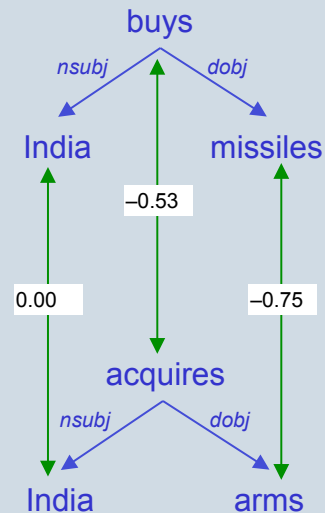 buys
nsubj dobj
India missiles
–0.53
0.00 –0.75
acquires
nsubj dobj
India arms